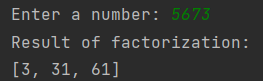 Enter a number: 5673
Result of factorization:
[3, 31, 61]